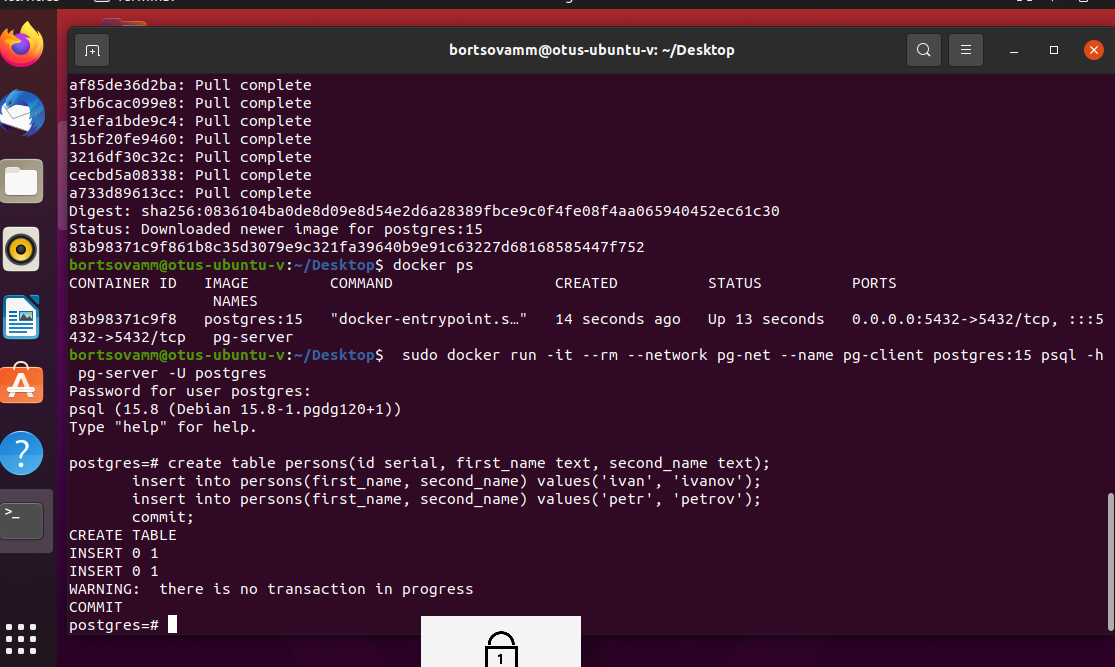 bortsovamm@otus-ubuntu-v: ~/Desktop
af85de36d2ba: Pull complete
3fb6cac099e8: Pull complete
31efa1bde9c4: Pull complete
15bf20fe9460: Pull complete
3216df30c32c: Pull complete
cecbd5a08338: Pull complete
a733d89613cc: Pull complete
Digest: sha256:0836104ba0de8d09e8d54e2d6a28389fbce9c0f4fe08f4aa065940452ec61c30
Status: Downloaded newer image for postgres:15
83b98371c9f861b8c35d3079e9c321fa39640b9e91c63227d68168585447f752
bortsovamm@otus-ubuntu-v:~/Desktop$ docker ps
CONTAINER ID   IMAGE         COMMAND                  CREATED          STATUS          PORTS
                NAMES
83b98371c9f8   postgres:15   "docker-entrypoint.s…"   14 seconds ago   Up 13 seconds   0.0.0.0:5432->5432/tcp, :::5
432->5432/tcp   pg-server
bortsovamm@otus-ubuntu-v:~/Desktop$  sudo docker run -it --rm --network pg-net --name pg-client postgres:15 psql -h
 pg-server -U postgres
Password for user postgres:
psql (15.8 (Debian 15.8-1.pgdg120+1))
Type "help" for help.
postgres=# create table persons(id serial, first_name text, second_name text);
       insert into persons(first_name, second_name) values('ivan', 'ivanov');
       insert into persons(first_name, second_name) values('petr', 'petrov');
       commit;
CREATE TABLE
INSERT 0 1
INSERT 0 1
WARNING:  there is no transaction in progress
COMMIT
postgres=#
1